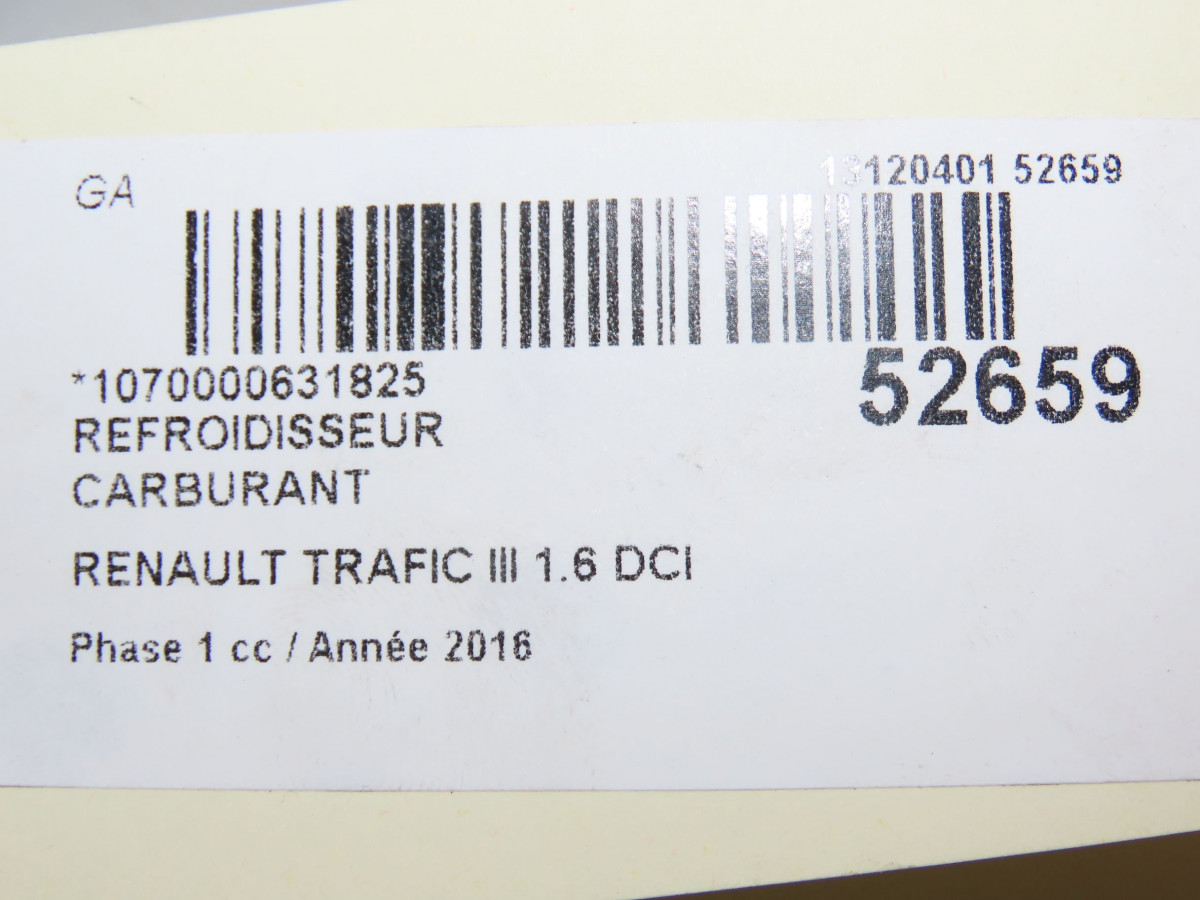 GA
13120401 52659
*1070000631825
52659
REFROIDISSEUR
CARBURANT
RENAULT TRAFIC III 1.6 DCI
Phase 1 cc / Année 2016